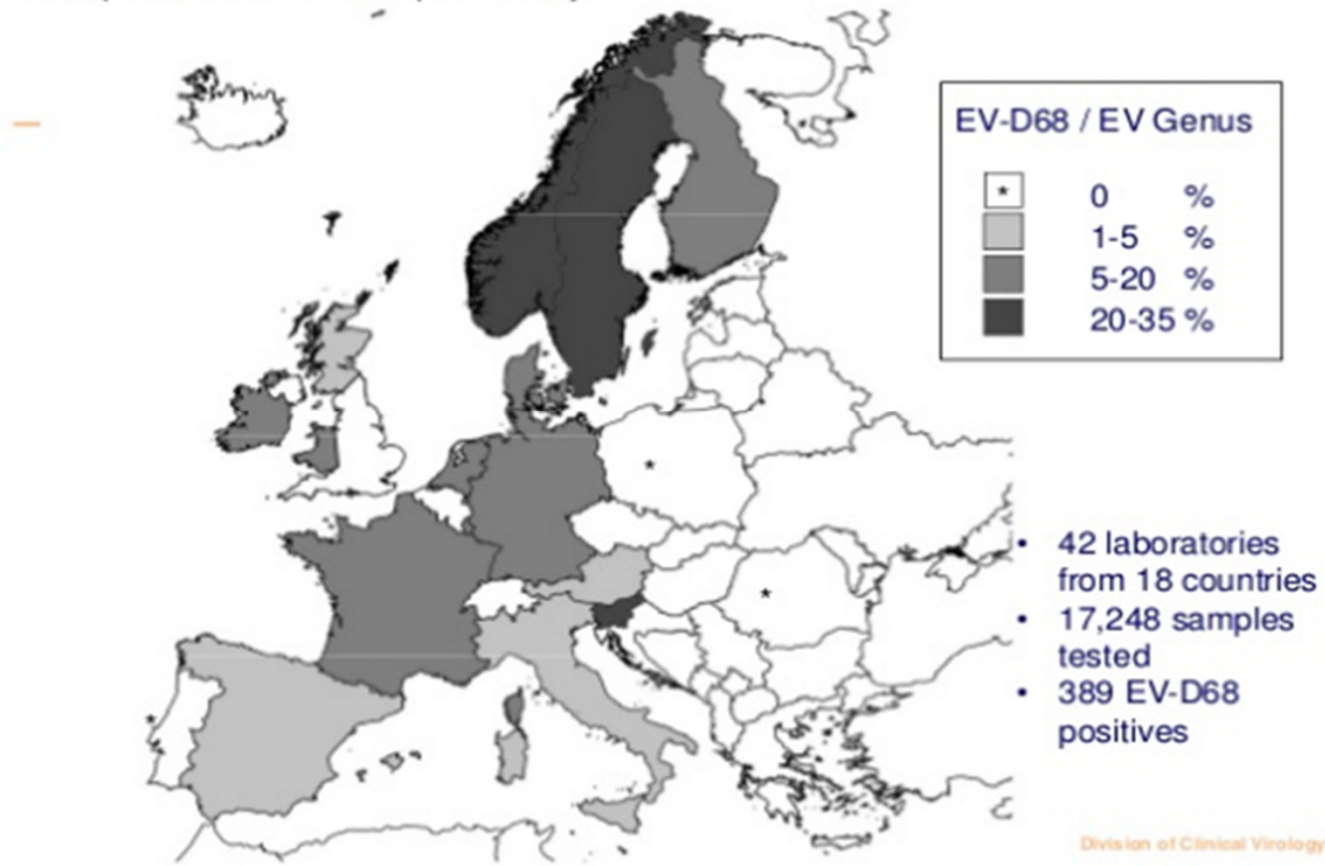 EV-D68 / EV Genus
* 0 %
1-5 %
5-20 %
20-35 %
*
*
*
• 42 laboratories
from 18 countries
• 17,248 samples
tested
• 389 EV-D68
positives
Division of Clinical Virology